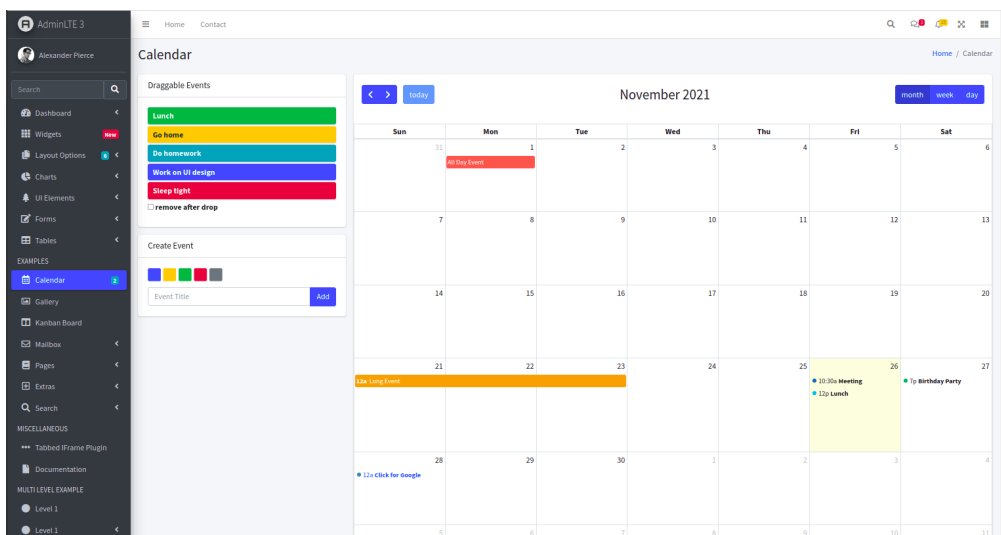 AdminLTE 3
Home Contact
Alexander Pierce
Search
Dashboard
Widgets New
Layout Options 6
Charts
UI Elements
Forms
Tables
EXAMPLES
Calendar 2
Gallery
Kanban Board
Mailbox
Pages
Extras
Search
MISCELLANEOUS
Tabbed IFrame Plugin
Documentation
MULTI LEVEL EXAMPLE
Level 1
Level 1
Calendar
Home / Calendar
Draggable Events
Lunch
Go home
Do homework
Work on UI design
Sleep tight
remove after drop
Create Event
Event Title Add
today November 2021 month week day
Sun Mon Tue Wed Thu Fri Sat
31 1 2 3 4 5 6
All Day Event
7 8 9 10 11 12 13
14 15 16 17 18 19 20
21 22 23 24 25 26 27
12a Long Event 10:30a Meeting 7p Birthday Party
12p Lunch
28 29 30 1 2 3 4
12a Click for Google
5 6 7 8 9 10 11